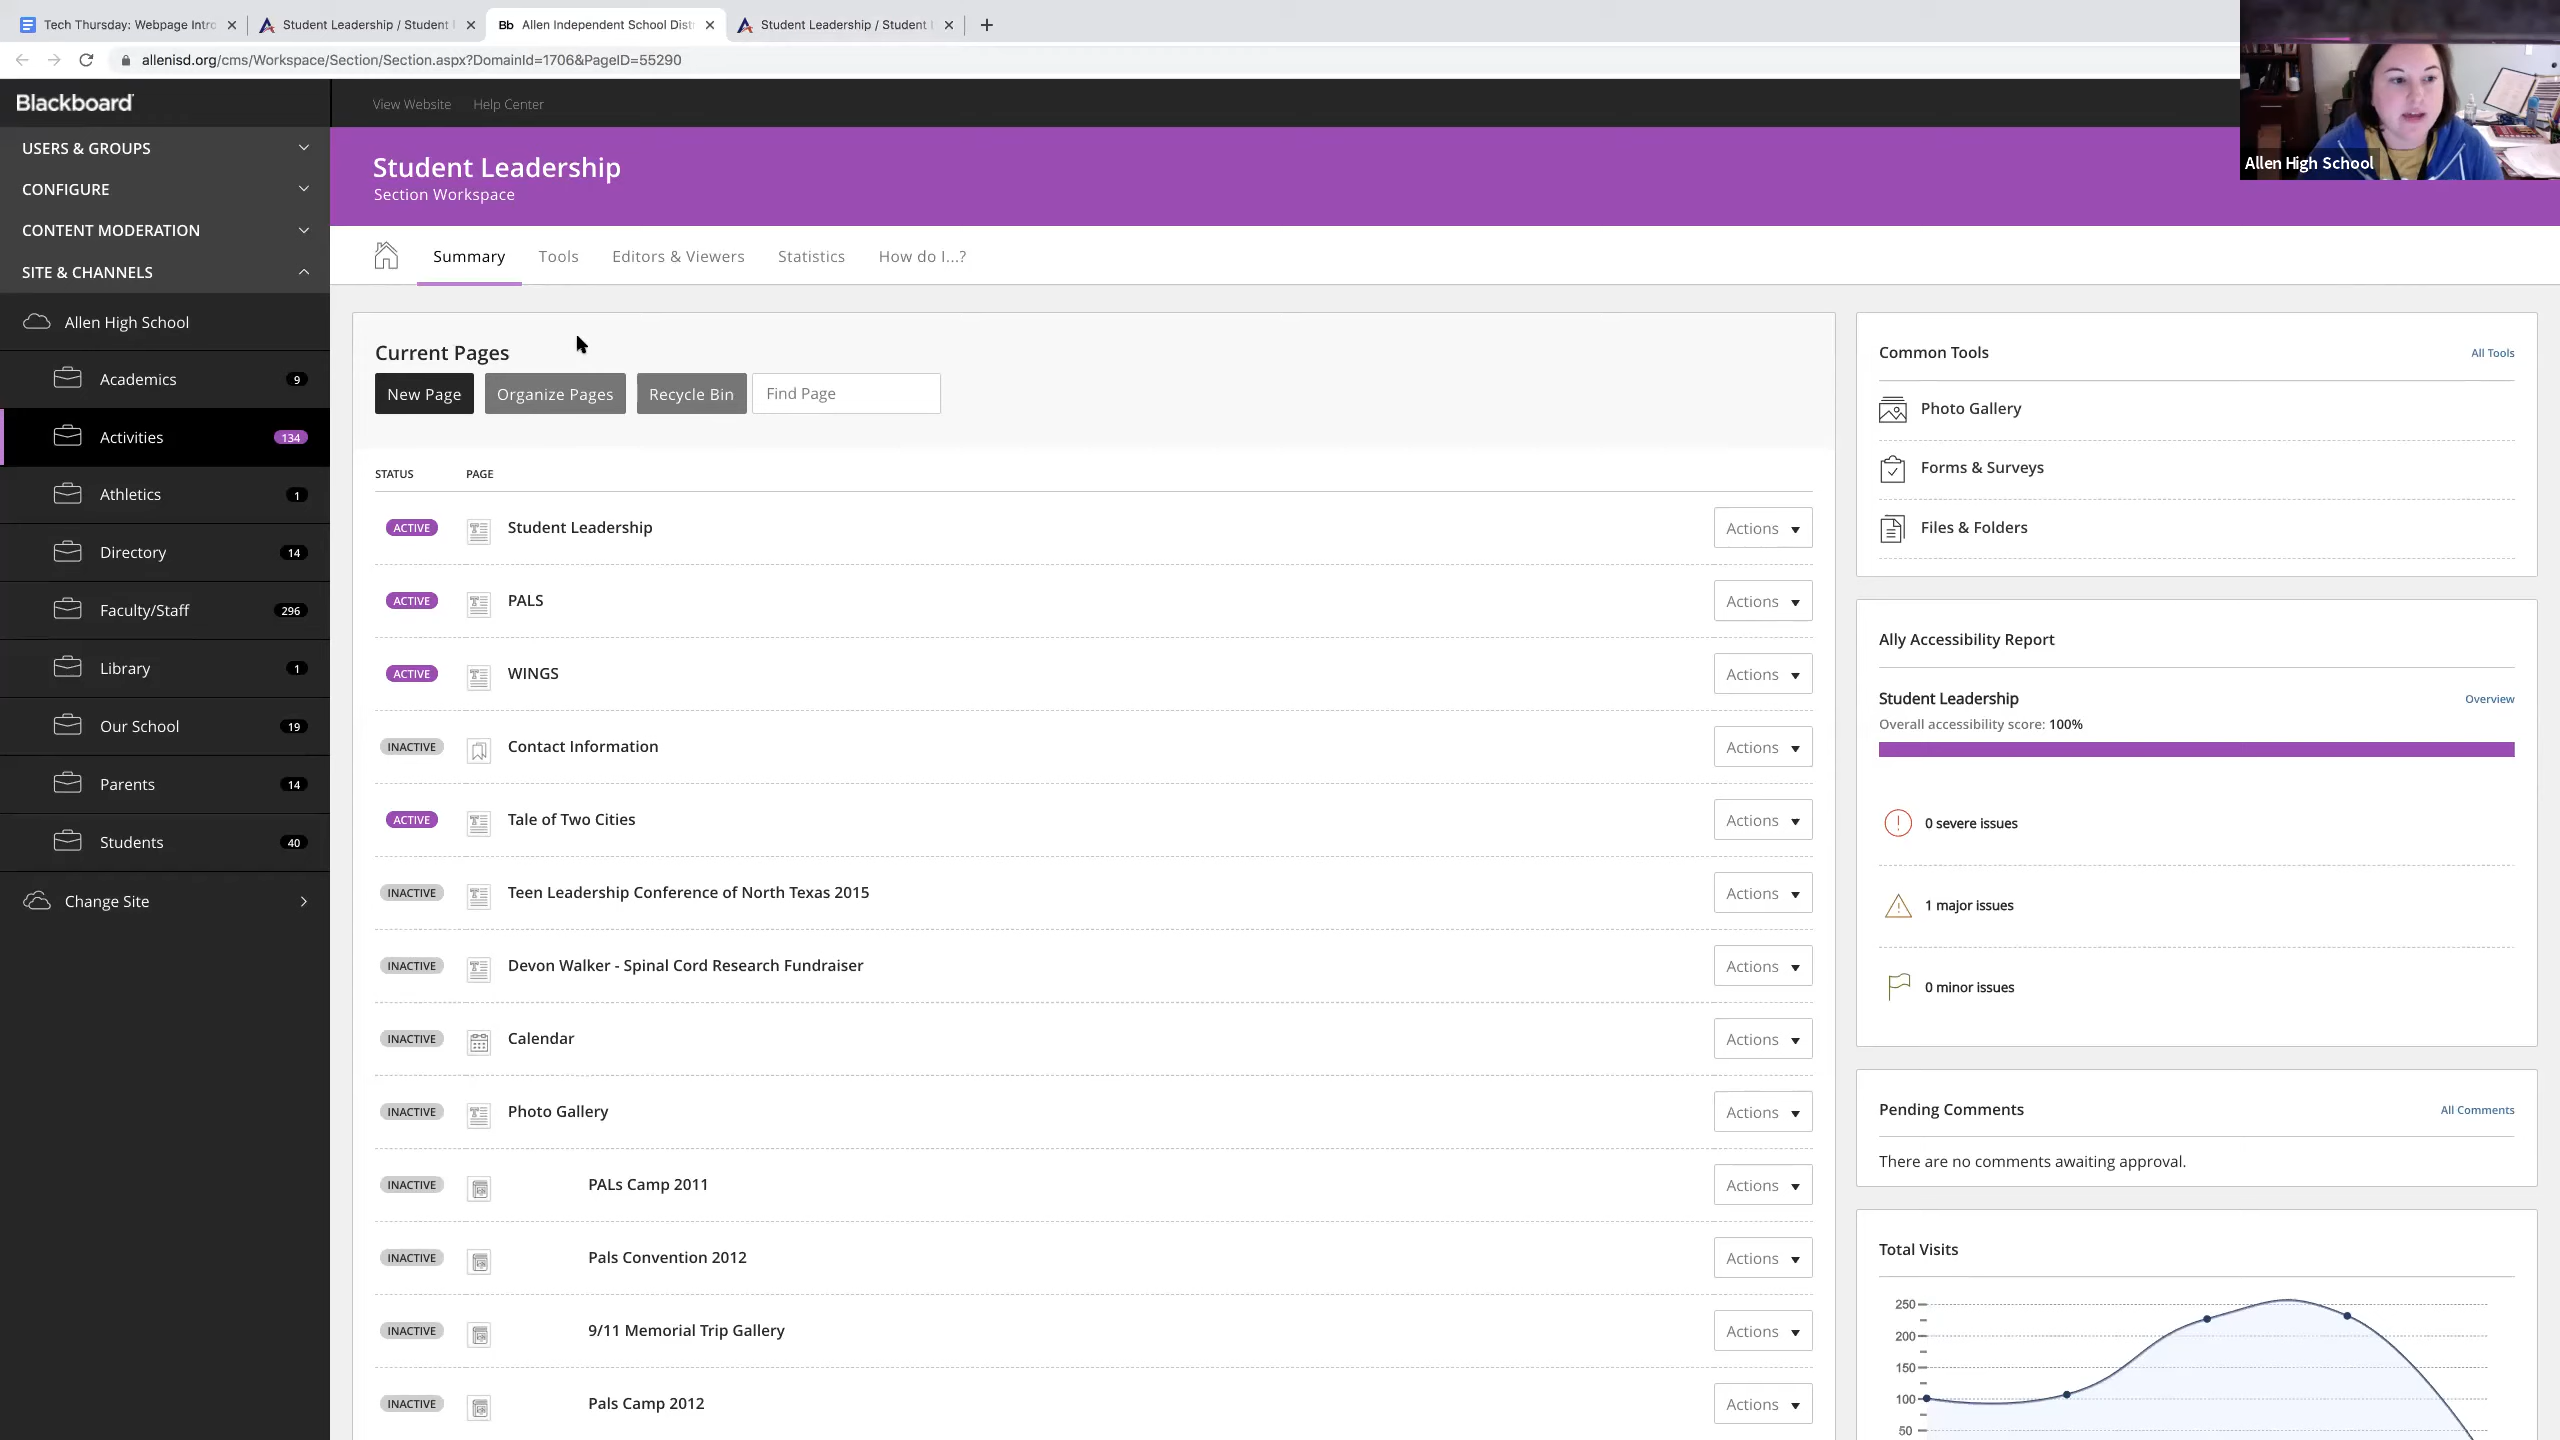 Tech Thursday: Webpage Intro
Student Leadership / Student
Bb Allen Independent School Distr
Student Leadership / Student
allenisd.org/cms/Workspace/Section/Section.aspx?DomainId=1706&PageID=55290
Blackboard
View Website Help Center
USERS & GROUPS
CONFIGURE
CONTENT MODERATION
SITE & CHANNELS
Allen High School
Academics 9
Activities 134
Athletics 1
Directory 14
Faculty/Staff 296
Library 1
Our School 19
Parents 14
Students 40
Change Site
Student Leadership
Section Workspace
Allen High School
Summary Tools Editors & Viewers Statistics How do I...?
Current Pages
New Page Organize Pages Recycle Bin Find Page
STATUS PAGE
ACTIVE Student Leadership Actions
ACTIVE PALS Actions
ACTIVE WINGS Actions
INACTIVE Contact Information Actions
ACTIVE Tale of Two Cities Actions
INACTIVE Teen Leadership Conference of North Texas 2015 Actions
INACTIVE Devon Walker - Spinal Cord Research Fundraiser Actions
INACTIVE Calendar Actions
INACTIVE Photo Gallery Actions
INACTIVE PALs Camp 2011 Actions
INACTIVE Pals Convention 2012 Actions
INACTIVE 9/11 Memorial Trip Gallery Actions
INACTIVE Pals Camp 2012 Actions
Common Tools All Tools
Photo Gallery
Forms & Surveys
Files & Folders
Ally Accessibility Report
Student Leadership Overview
Overall accessibility score: 100%
0 severe issues
1 major issues
0 minor issues
Pending Comments All Comments
There are no comments awaiting approval.
Total Visits
250
200
150
100
50